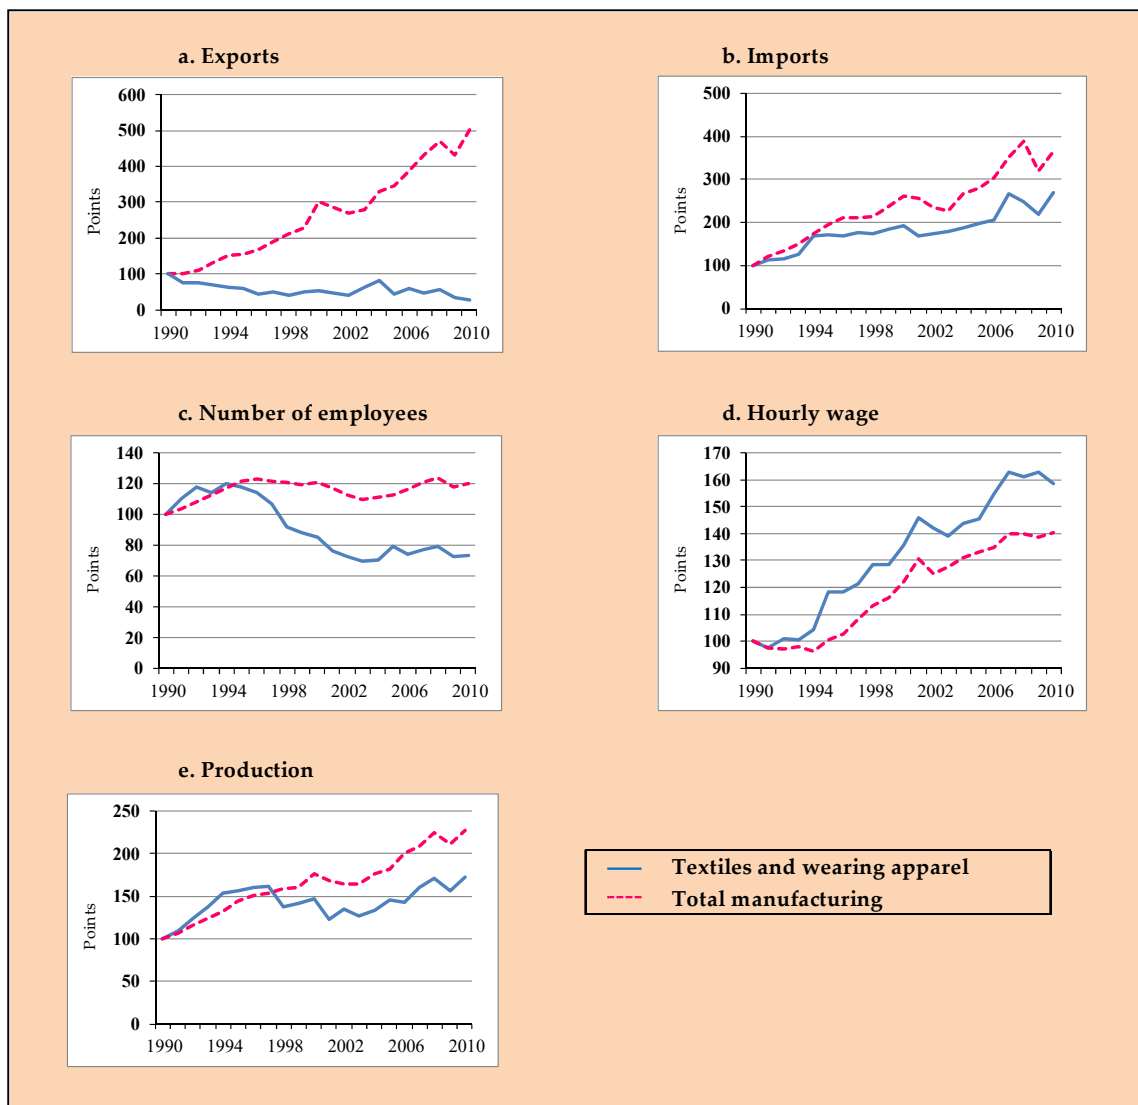 a. Exports
600
500
400
300
200
100
0
Points
1990 1994 1998 2002 2006 2010
b. Imports
500
400
300
200
100
0
Points
1990 1994 1998 2002 2006 2010
c. Number of employees
140
120
100
80
60
40
20
0
Points
1990 1994 1998 2002 2006 2010
d. Hourly wage
170
160
150
140
130
120
110
100
90
Points
1990 1994 1998 2002 2006 2010
e. Production
250
200
150
100
50
0
Points
1990 1994 1998 2002 2006 2010
Textiles and wearing apparel
Total manufacturing